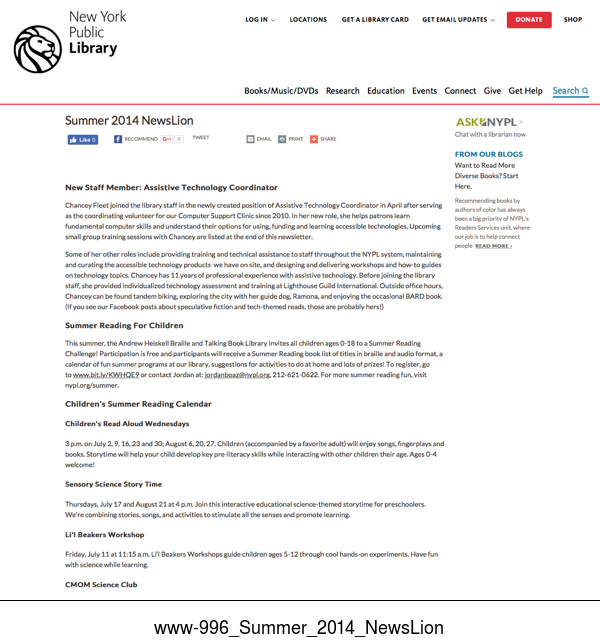 New York
Public
Library
LOG IN
LOCATIONS
GET A LIBRARY CARD
GET EMAIL UPDATES
DONATE
SHOP
Books/Music/DVDs Research Education Events Connect Give Get Help Search
Summer 2014 NewsLion
Like 0
RECOMMEND
G+1 0
TWEET
EMAIL
PRINT
SHARE
New Staff Member: Assistive Technology Coordinator
Chancey Fleet joined the library staff in the newly created position of Assistive Technology Coordinator in April after serving
as the coordinating volunteer for our Computer Support Clinic since 2010. In her new role, she helps patrons learn
fundamental computer skills and understand their options for using, funding and learning accessible technologies. Upcoming
small group training sessions with Chancey are listed at the end of this newsletter.
Some of her other roles include providing training and technical assistance to staff throughout the NYPL system, maintaining
and curating the accessible technology products we have on site, and designing and delivering workshops and how-to guides
on technology topics. Chancey has 11 years of professional experience with assistive technology. Before joining the library
staff, she provided individualized technology assessment and training at Lighthouse Guild International. Outside office hours,
Chancey can be found tandem biking, exploring the city with her guide dog, Ramona, and enjoying the occasional BARD book.
(If you see our Facebook posts about speculative fiction and tech-themed reads, those are probably hers!)
Summer Reading For Children
This summer, the Andrew Heiskell Braille and Talking Book Library invites all children ages 0-18 to a Summer Reading
Challenge! Participation is free and participants will receive a Summer Reading book list of titles in braille and audio format, a
calendar of fun summer programs at our library, suggestions for activities to do at home and lots of prizes! To register, go
to www.bit.ly/KWHQE9 or contact Jordan at: jordanboaz@nypl.org, 212-621-0622. For more summer reading fun, visit
nypl.org/summer.
Children's Summer Reading Calendar
Children's Read Aloud Wednesdays
3 p.m. on July 2, 9, 16, 23 and 30; August 6, 20, 27. Children (accompanied by a favorite adult) will enjoy songs, fingerplays and
books. Storytime will help your child develop key pre-literacy skills while interacting with other children their age. Ages 0-4
welcome!
Sensory Science Story Time
Thursdays, July 17 and August 21 at 4 p.m. Join this interactive educational science-themed storytime for preschoolers.
We're combining stories, songs, and activities to stimulate all the senses and promote learning.
Li'l Beakers Workshop
Friday, July 11 at 11:15 a.m. Li'l Beakers Workshops guide children ages 5-12 through cool hands-on experiments. Have fun
with science while learning.
CMOM Science Club
ASK NYPL >
Chat with a librarian now
FROM OUR BLOGS
Want to Read More
Diverse Books? Start
Here.
Recommending books by
authors of color has always
been a big priority of NYPL's
Readers Services unit, where
our job is to help connect
people READ MORE ›
www-996_Summer_2014_NewsLion